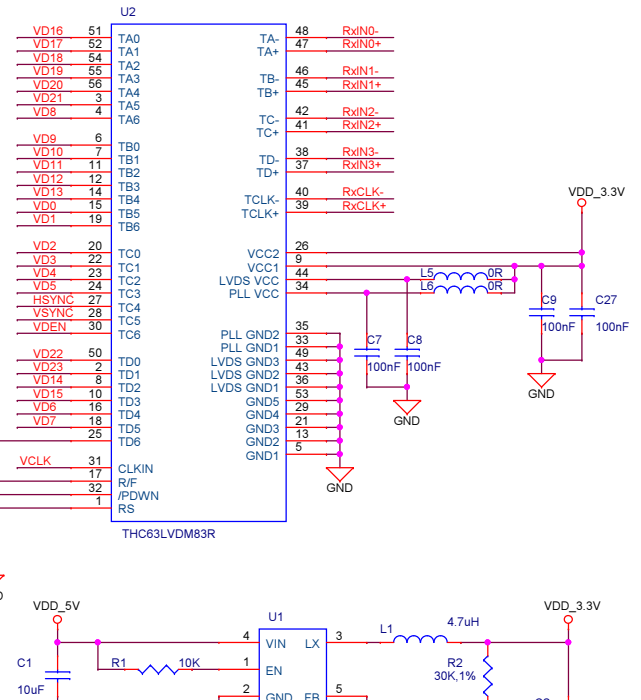 U2
VD16 51 TA0 TA- 48 RxIN0-
VD17 52 TA1 TA+ 47 RxIN0+
VD18 54 TA2
VD19 55 TA3 TB- 46 RxIN1-
VD20 56 TA4 TB+ 45 RxIN1+
VD21 3 TA5
VD8 4 TA6 TC- 42 RxIN2-
TC+ 41 RxIN2+
VD9 6 TB0
VD10 7 TB1 TD- 38 RxIN3-
VD11 11 TB2 TD+ 37 RxIN3+
VD12 12 TB3
VD13 14 TB4 TCLK- 40 RxCLK-
VD0 15 TB5 TCLK+ 39 RxCLK+
VD1 19 TB6
VDD_3.3V
VD2 20 TC0 VCC2 26
VD3 22 TC1 VCC1 9
VD4 23 TC2 LVDS VCC 44 L5 0R
VD5 24 TC3 PLL VCC 34 L6 0R
HSYNC 27 TC4
VSYNC 28 TC5
VDEN 30 TC6
C9 C27
100nF 100nF
GND
PLL GND2 35
PLL GND1 33
C7 C8
100nF 100nF
GND
VD22 50 TD0 LVDS GND3 49
VD23 2 TD1 LVDS GND2 43
VD14 8 TD2 LVDS GND1 36
VD15 10 TD3 GND5 53
VD6 16 TD4 GND4 29
VD7 18 TD5 GND3 21
25 TD6 GND2 13
GND1 5
VCLK 31 CLKIN
17 R/F
32 /PDWN
1 RS
GND
THC63LVDM83R
VDD_5V U1 L1 4.7uH VDD_3.3V
4 VIN LX 3
C1 R1 10K 1 EN R2
10uF 30K,1%
2 GND FB 5